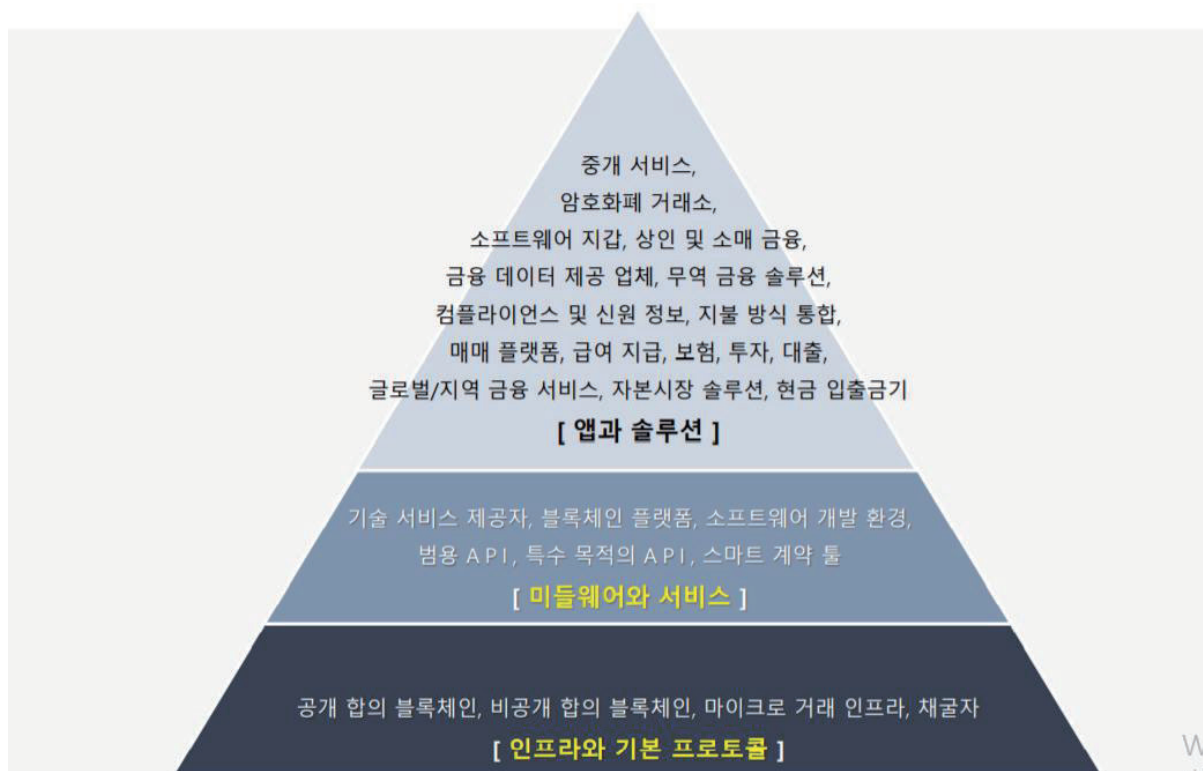 중개 서비스,
암호화폐 거래소,
소프트웨어 지갑, 상인 및 소매 금융,
금융 데이터 제공 업체, 무역 금융 솔루션,
컴플라이언스 및 신원 정보, 지불 방식 통합,
매매 플랫폼, 급여 지급, 보험, 투자, 대출,
글로벌/지역 금융 서비스, 자본시장 솔루션, 현금 입출금기
[ 앱과 솔루션 ]
기술 서비스 제공자, 블록체인 플랫폼, 소프트웨어 개발 환경,
범용 API, 특수 목적의 API, 스마트 계약 툴
[ 미들웨어와 서비스 ]
공개 합의 블록체인, 비공개 합의 블록체인, 마이크로 거래 인프라, 채굴자
[ 인프라와 기본 프로토콜 ]
W